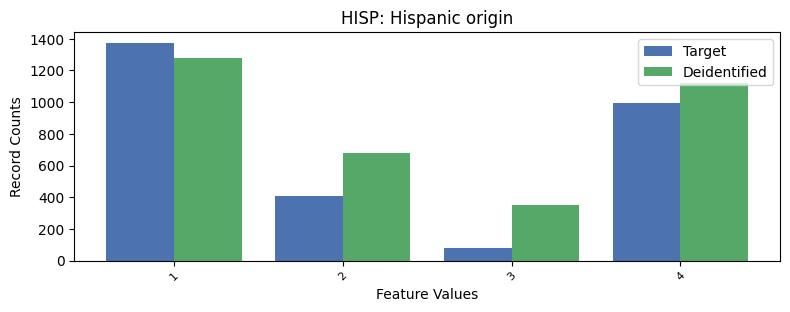 HISP: Hispanic origin
Target
Deidentified
Record Counts
1400
1200
1000
800
600
400
200
0
1 2 3 4
Feature Values